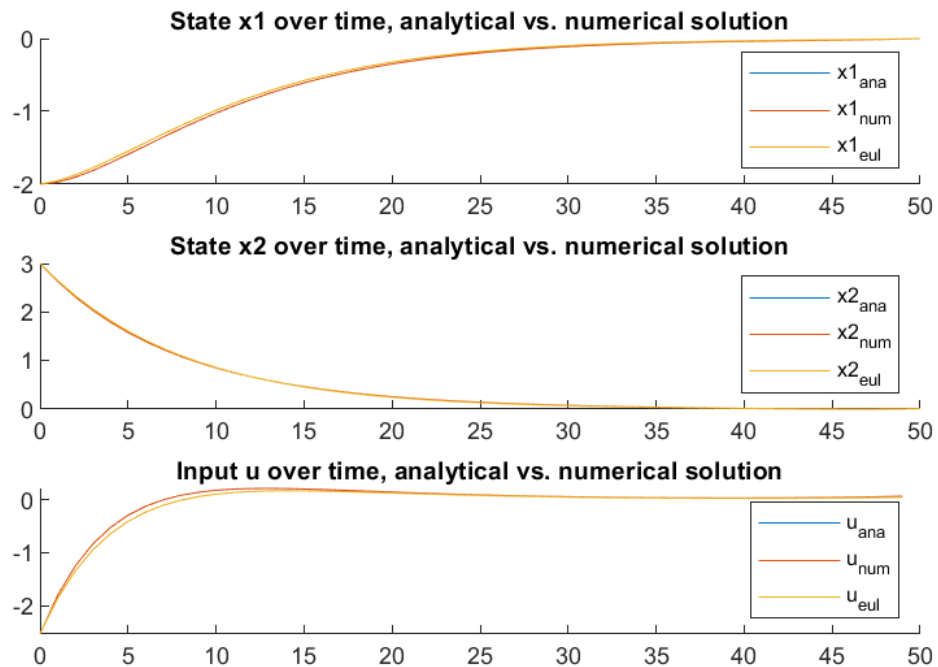 State x1 over time, analytical vs. numerical solution
0
-1
-2
x1ana
x1num
x1eul
0 5 10 15 20 25 30 35 40 45 50
State x2 over time, analytical vs. numerical solution
3
2
1
0
x2ana
x2num
x2eul
0 5 10 15 20 25 30 35 40 45 50
Input u over time, analytical vs. numerical solution
0
-1
-2
uana
unum
ueul
0 5 10 15 20 25 30 35 40 45 50